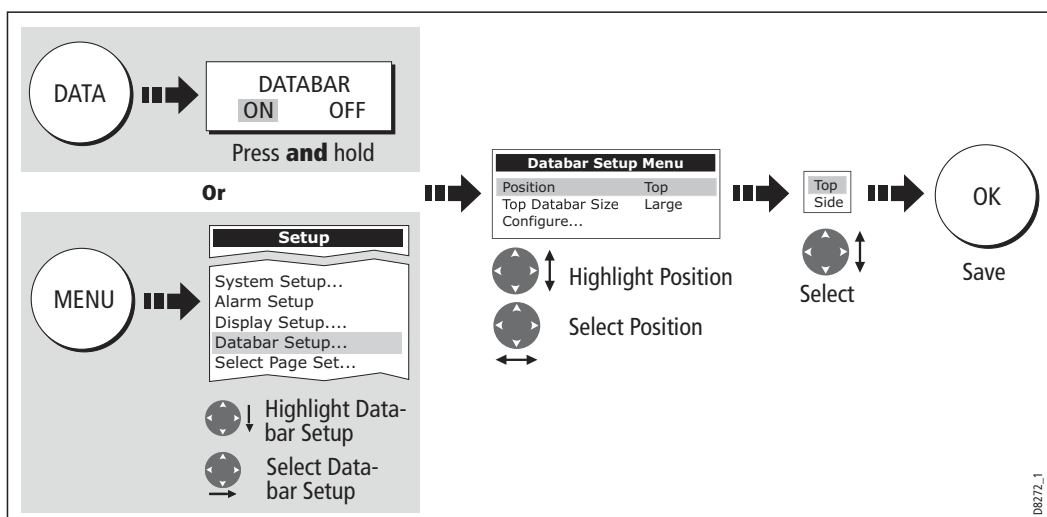 DATA
DATABAR
ON OFF
Press and hold
Or
MENU
Setup
System Setup...
Alarm Setup
Display Setup....
Databar Setup...
Select Page Set...
Highlight Data-
bar Setup
Select Data-
bar Setup
Databar Setup Menu
Position Top
Top Databar Size Large
Configure...
Highlight Position
Select Position
Top
Side
Select
OK
Save
D8272_1